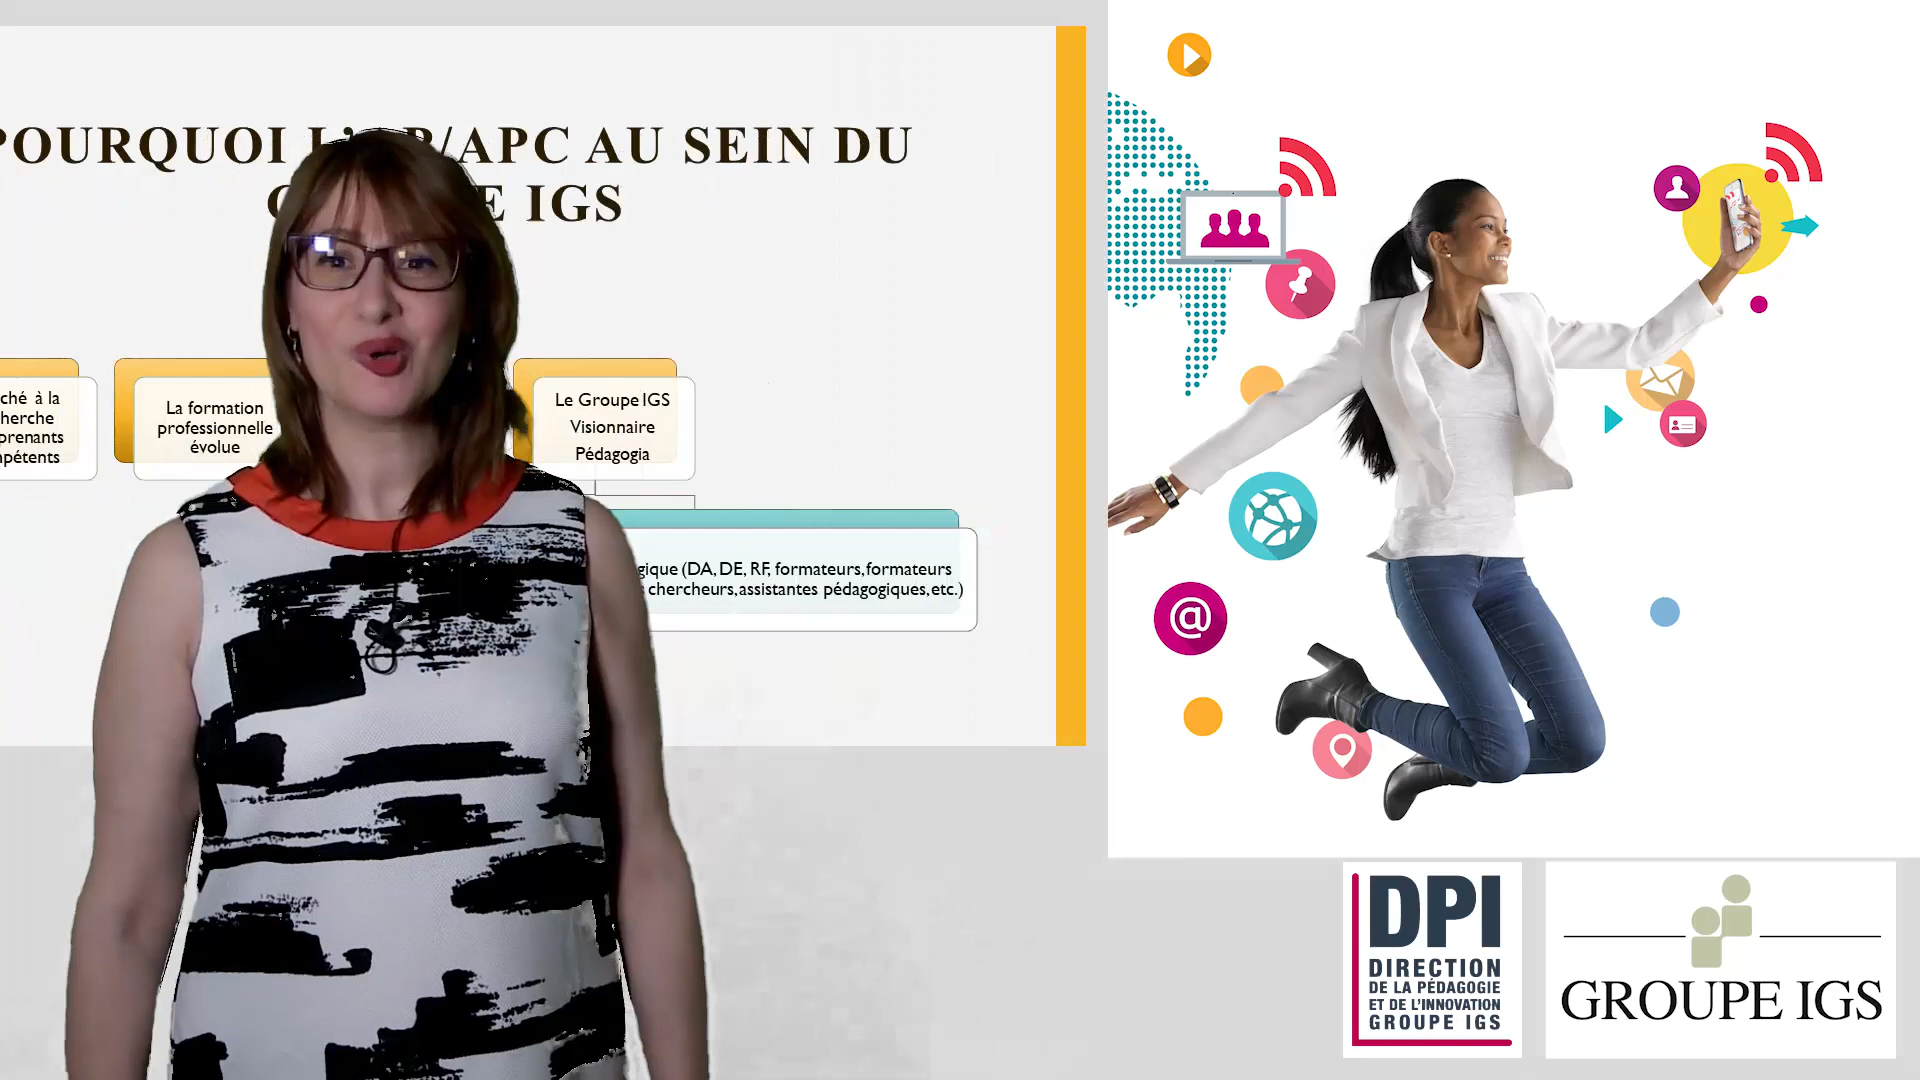 POURQUOI L'AP/APC AU SEIN DU
IGS
ché à la
herche
prenants
pétents
La formation
professionnelle
évolue
Le Groupe IGS
Visionnaire
Pédagogia
gique (DA, DE, RF, formateurs, formateurs
chercheurs, assistantes pédagogiques, etc.)
@
DPI
DIRECTION
DE LA PÉDAGOGIE
ET DE L'INNOVATION
GROUPE IGS
GROUPE IGS